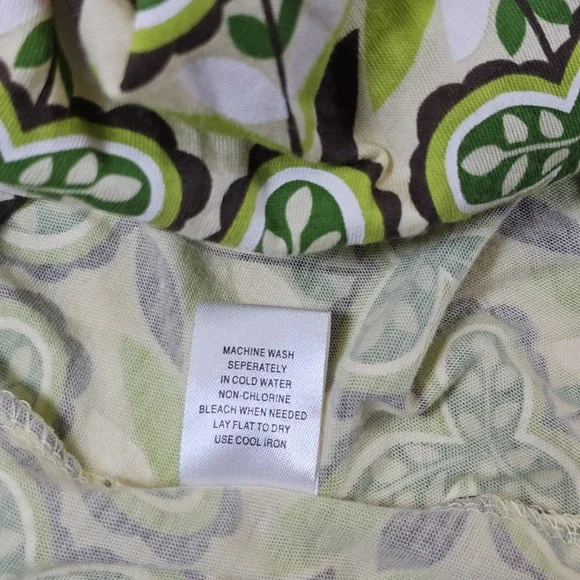 MACHINE WASH
SEPERATELY
IN COLD WATER
NON-CHLORINE
BLEACH WHEN NEEDED
LAY FLAT TO DRY
USE COOL IRON